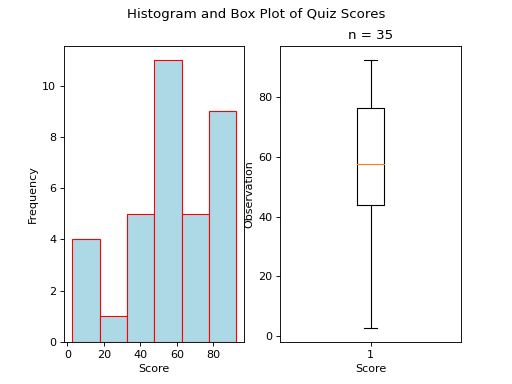 Histogram and Box Plot of Quiz Scores
n = 35
Frequency
10
8
6
4
2
0
0 20 40 60 80
Score
Observation
80
60
40
20
0
1
Score